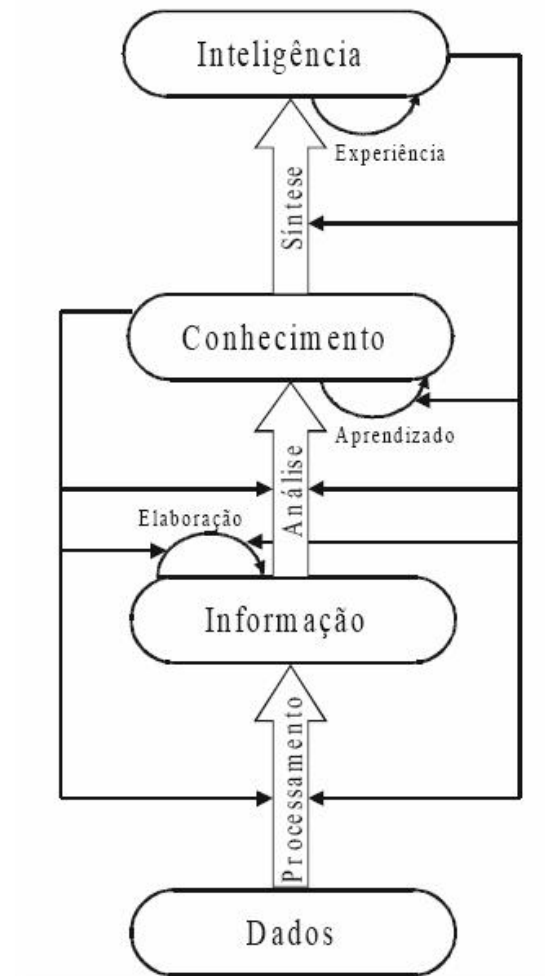 Inteligência
Experiência
Síntese
Conhecimento
Aprendizado
Análise
Elaboração
Informação
Processamento
Dados